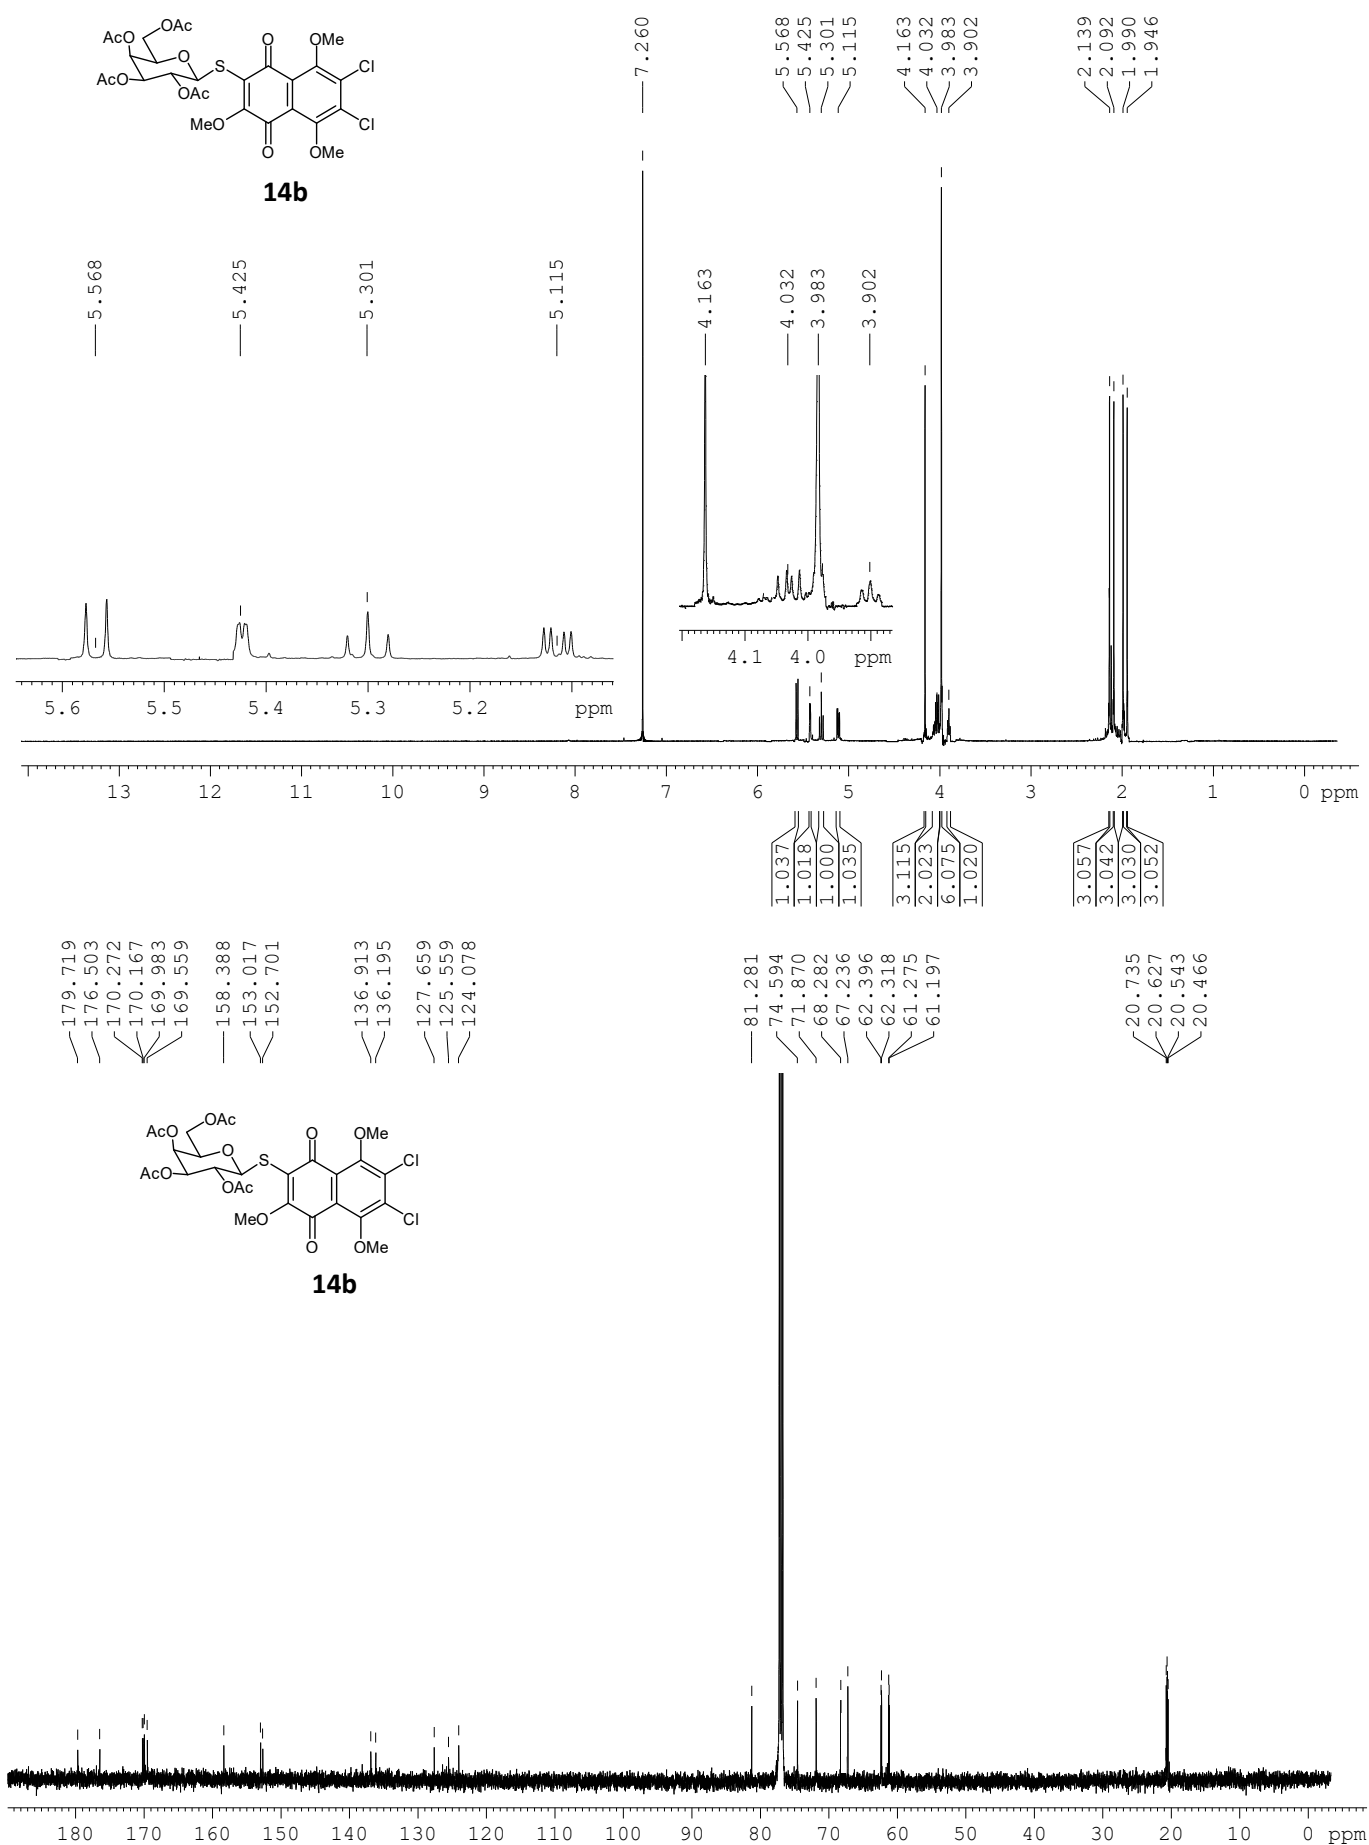 OAc
AcO
O
OMe
O
S
Cl
AcO
OAc
MeO
Cl
O
OMe
14b
7.260
5.568
5.425
5.301
5.115
4.163
4.032
3.983
3.902
2.139
2.092
1.990
1.946
5.568
5.425
5.301
5.115
4.163
4.032
3.983
3.902
4.1 4.0 ppm
5.6 5.5 5.4 5.3 5.2 ppm
13 12 11 10 9 8 7 6 5 4 3 2 1 0 ppm
1.037
1.018
1.000
1.035
3.115
2.023
6.075
1.020
3.057
3.042
3.030
3.052
179.719
176.503
170.272
170.167
169.983
169.559
158.388
153.017
152.701
136.913
136.195
127.659
125.559
124.078
81.281
74.594
71.870
68.282
67.236
62.396
62.318
61.275
61.197
20.735
20.627
20.543
20.466
OAc
AcO
O
OMe
O
S
Cl
AcO
OAc
MeO
Cl
O
OMe
14b
180 170 160 150 140 130 120 110 100 90 80 70 60 50 40 30 20 10 0 ppm